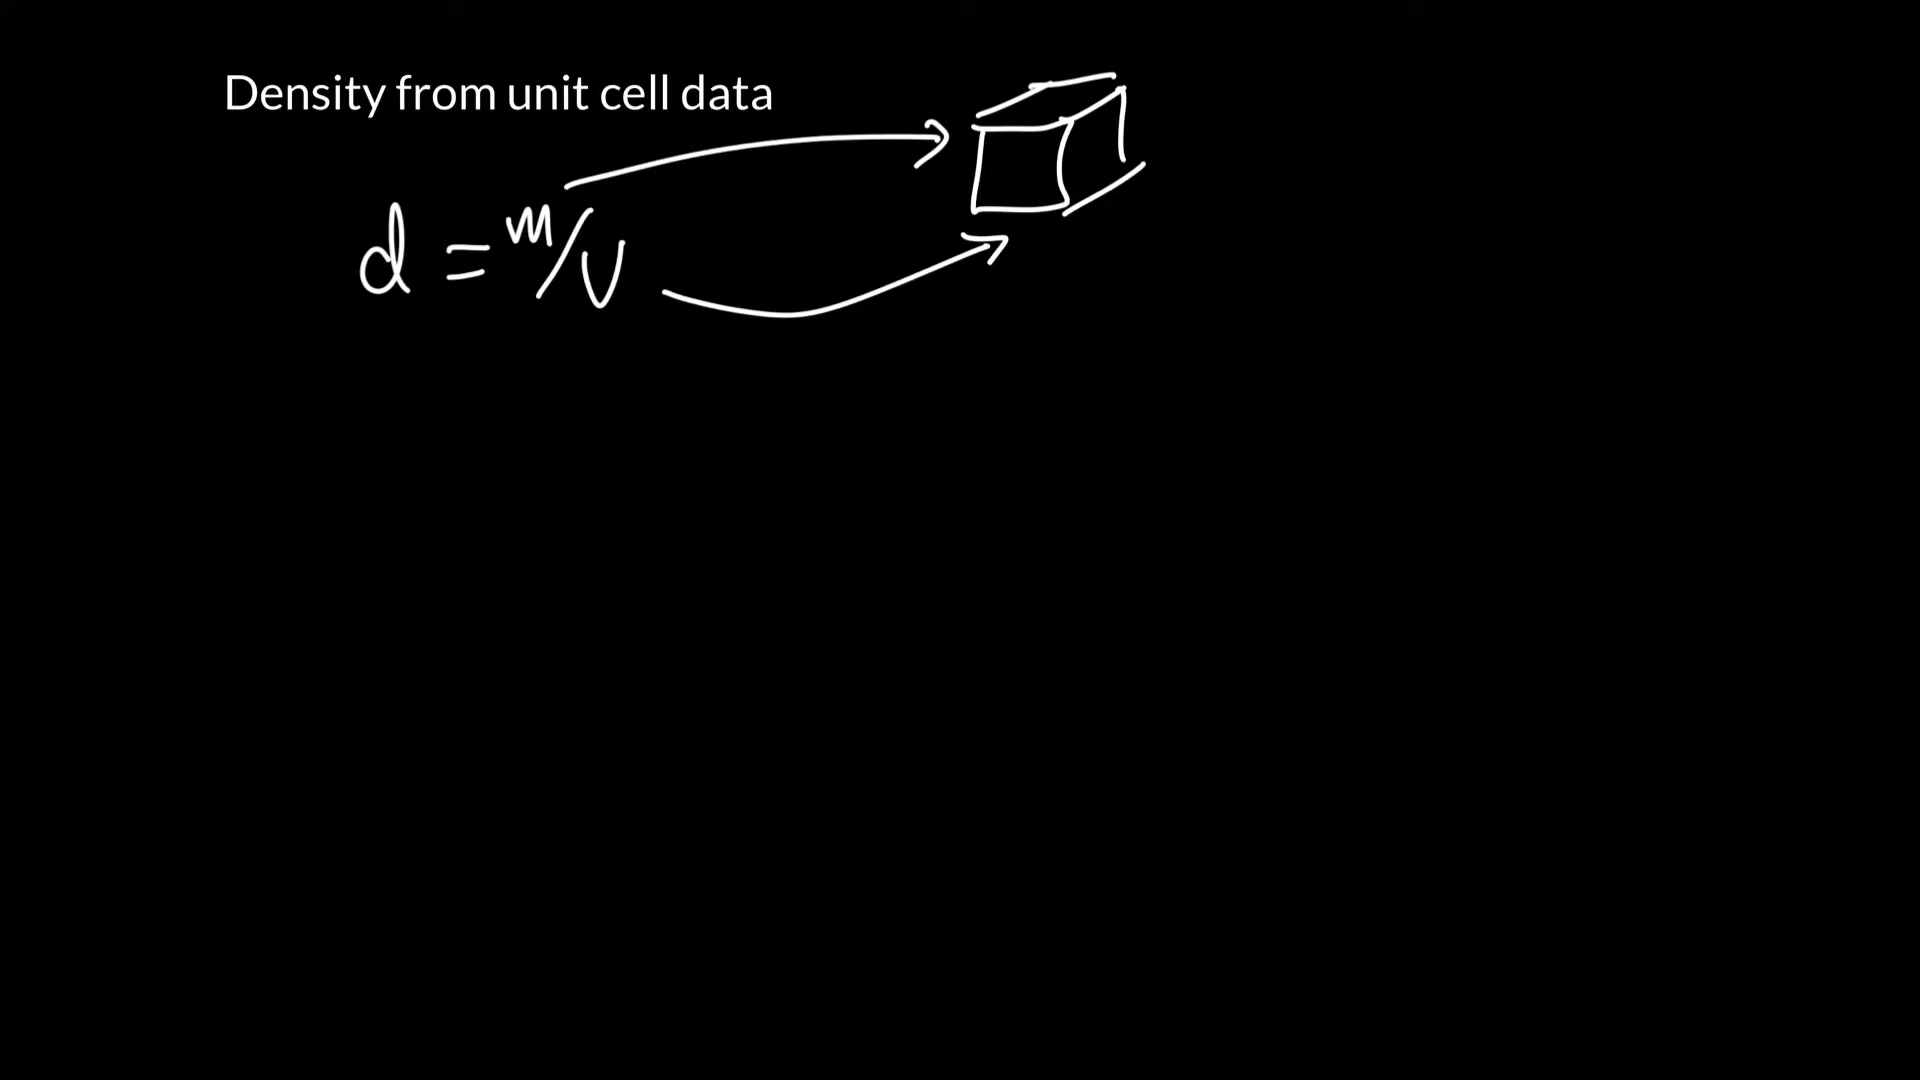 Density from unit cell data
d = m/V